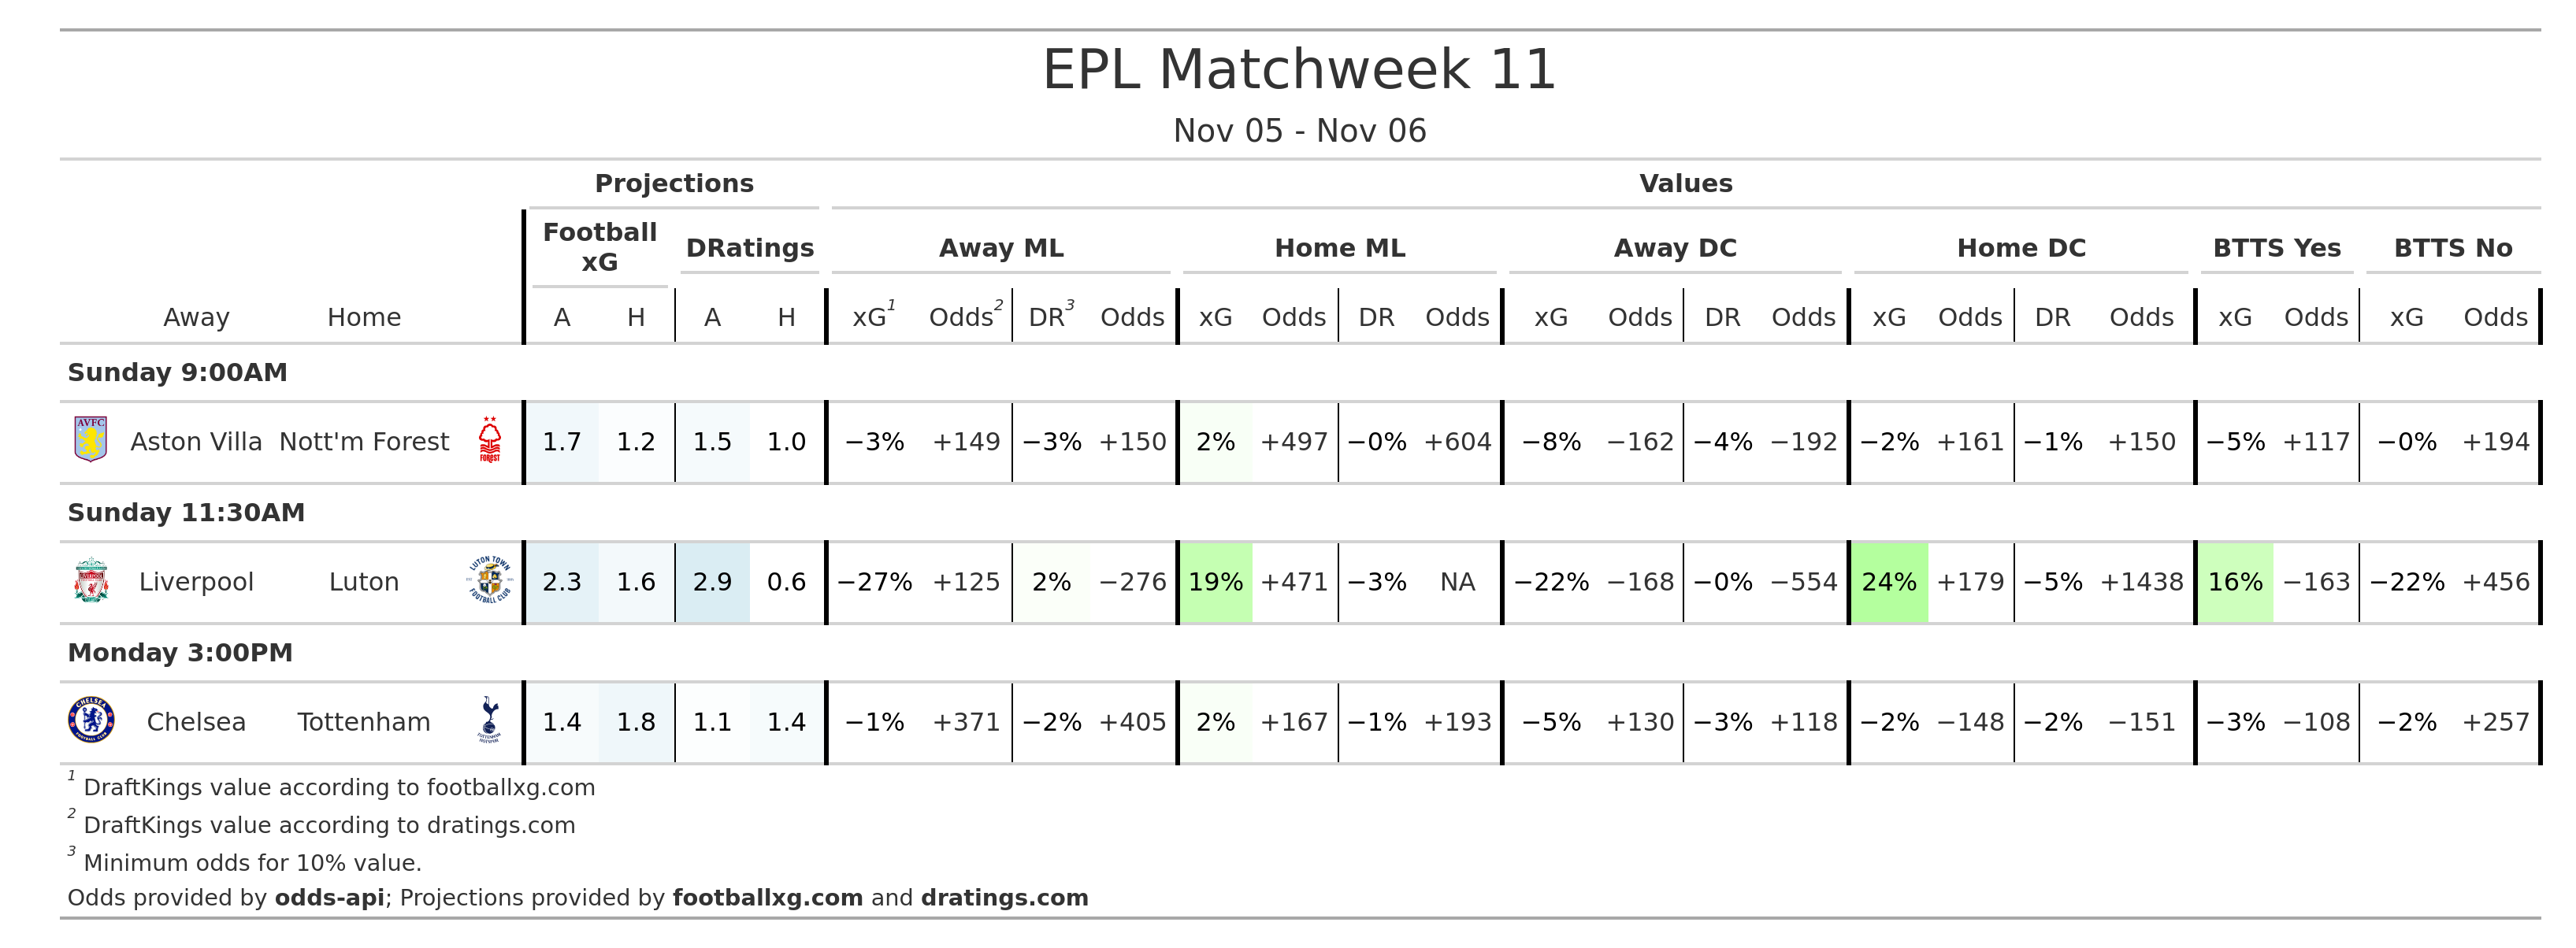 EPL Matchweek 11
Nov 05 - Nov 06
Projections Values
Football xG DRatings Away ML Home ML Away DC Home DC BTTS Yes BTTS No
Away Home A H A H xG1 Odds2 DR3 Odds xG Odds DR Odds xG Odds DR Odds xG Odds DR Odds xG Odds xG Odds
Sunday 9:00AM
AVFC Aston Villa Nott'm Forest FOREST 1.7 1.2 1.5 1.0 −3% +149 −3% +150 2% +497 −0% +604 −8% −162 −4% −192 −2% +161 −1% +150 −5% +117 −0% +194
Sunday 11:30AM
Liverpool Luton LUTON TOWN FOOTBALL CLUB 2.3 1.6 2.9 0.6 −27% +125 2% −276 19% +471 −3% NA −22% −168 −0% −554 24% +179 −5% +1438 16% −163 −22% +456
Monday 3:00PM
CHELSEA FOOTBALL CLUB Chelsea Tottenham TOTTENHAM HOTSPUR 1.4 1.8 1.1 1.4 −1% +371 −2% +405 2% +167 −1% +193 −5% +130 −3% +118 −2% −148 −2% −151 −3% −108 −2% +257
1 DraftKings value according to footballxg.com
2 DraftKings value according to dratings.com
3 Minimum odds for 10% value.
Odds provided by odds-api; Projections provided by footballxg.com and dratings.com